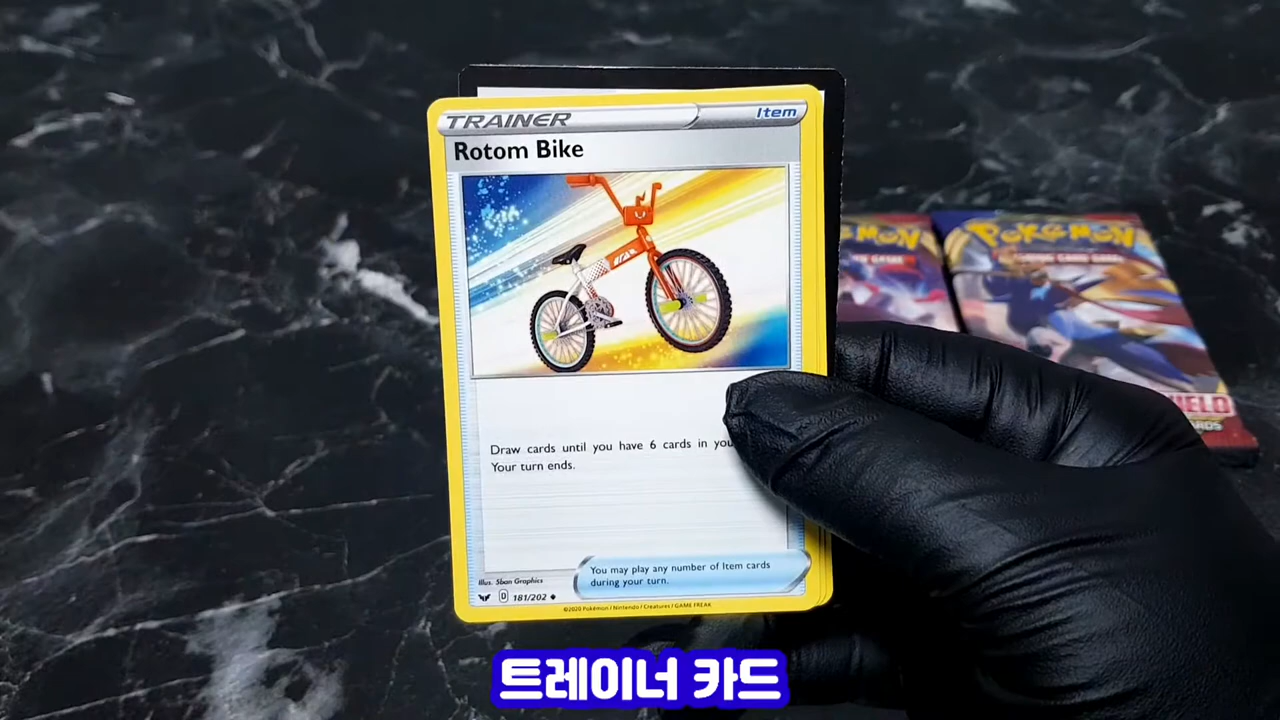 TRAINER
Item
Rotom Bike
POKéMON
Draw cards until you have 6 cards in
Your turn ends.
You may play any number of Item cards
during your turn.
Illus. 5ban Graphics
D 181/202
©2020 Pokémon / Nintendo / Creatures / GAME FREAK
트레이너 카드